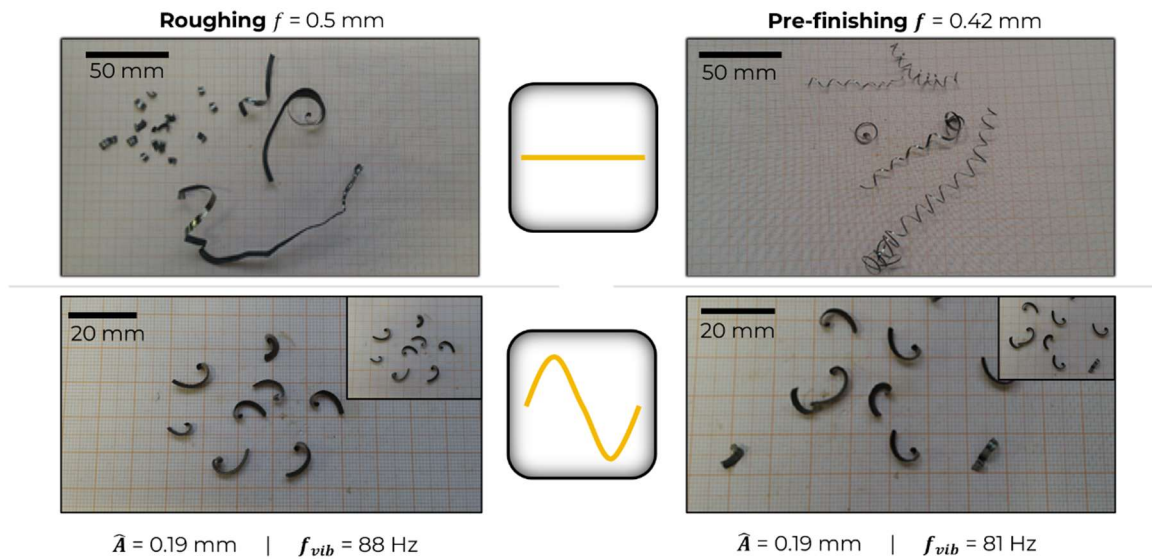 Roughing f = 0.5 mm
Pre-finishing f = 0.42 mm
50 mm
50 mm
20 mm
20 mm
Â = 0.19 mm | f_vib = 88 Hz
Â = 0.19 mm | f_vib = 81 Hz